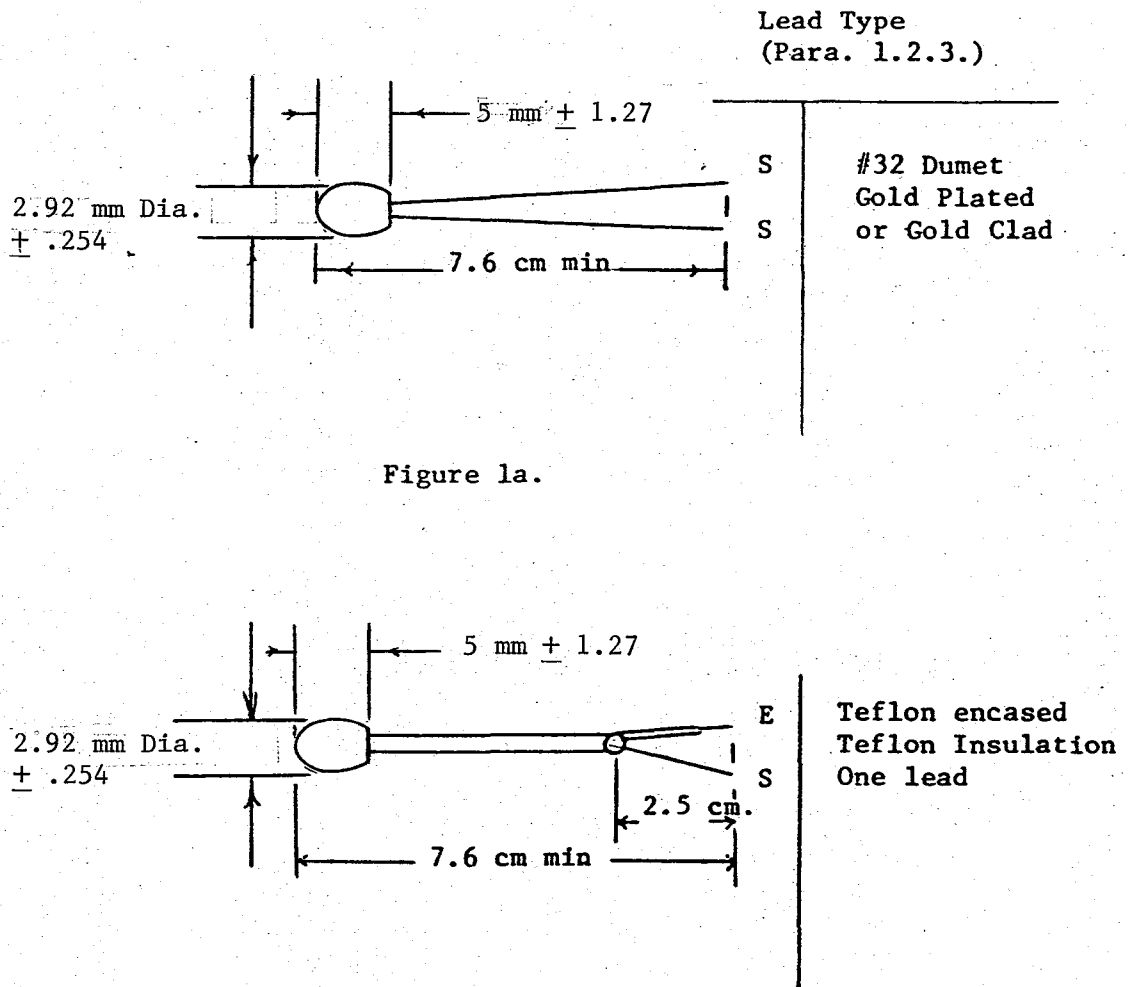 Lead Type
(Para. 1.2.3.)
5 mm ± 1.27
S
#32 Dumet
Gold Plated
2.92 mm Dia.
± .254
S
or Gold Clad
7.6 cm min
Figure 1a.
5 mm ± 1.27
E
Teflon encased
2.92 mm Dia.
± .254
Teflon Insulation
S
One lead
2.5 cm.
7.6 cm min